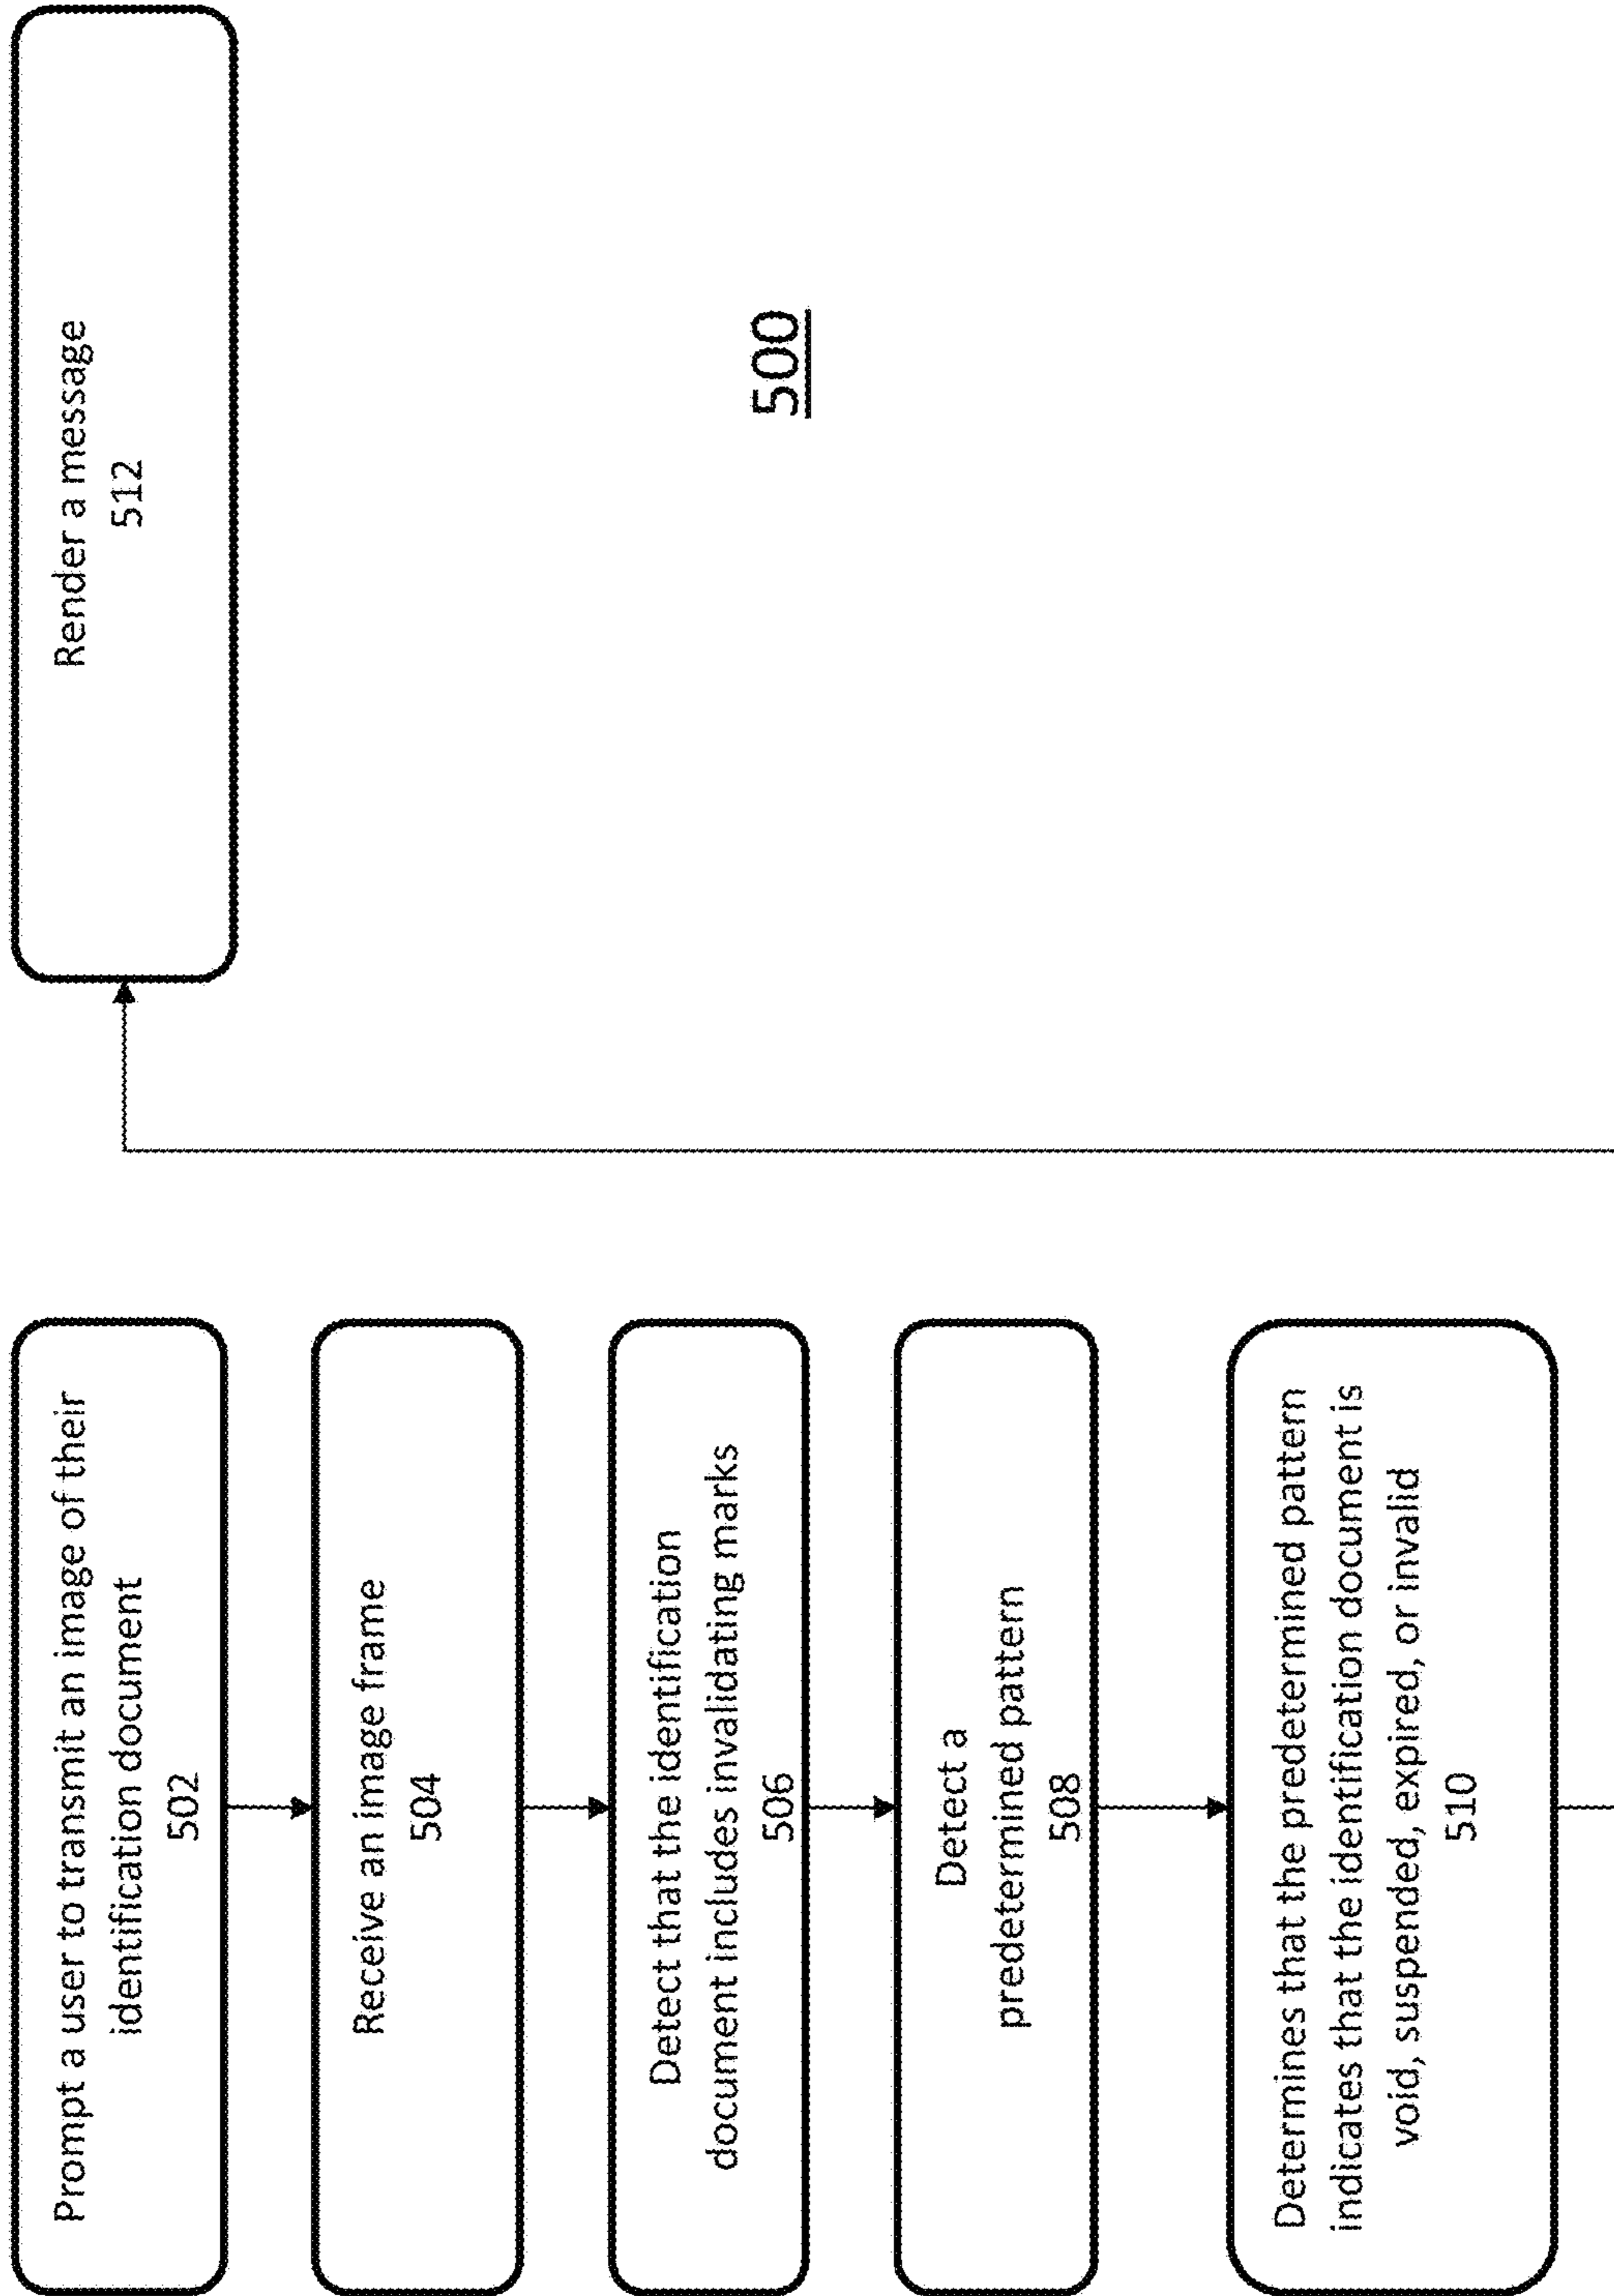 Prompt a user to transmit an image of their
identification document
502
Receive an image frame
504
Detect that the identification
document includes invalidating marks
506
Detect a
predetermined pattern
508
Determines that the predetermined pattern
indicates that the identification document is
void, suspended, expired, or invalid
510
Render a message
512
500